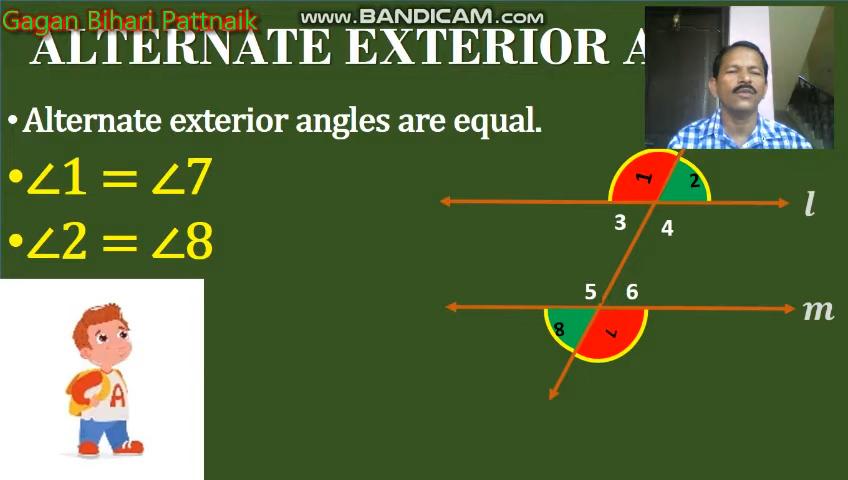 Gagan Bihari Pattnaik
www.BANDICAM.com
ALTERNATE EXTERIOR A
• Alternate exterior angles are equal.
•∠1 = ∠7
•∠2 = ∠8
1 2
l
3 4
5 6
m
8 7
A